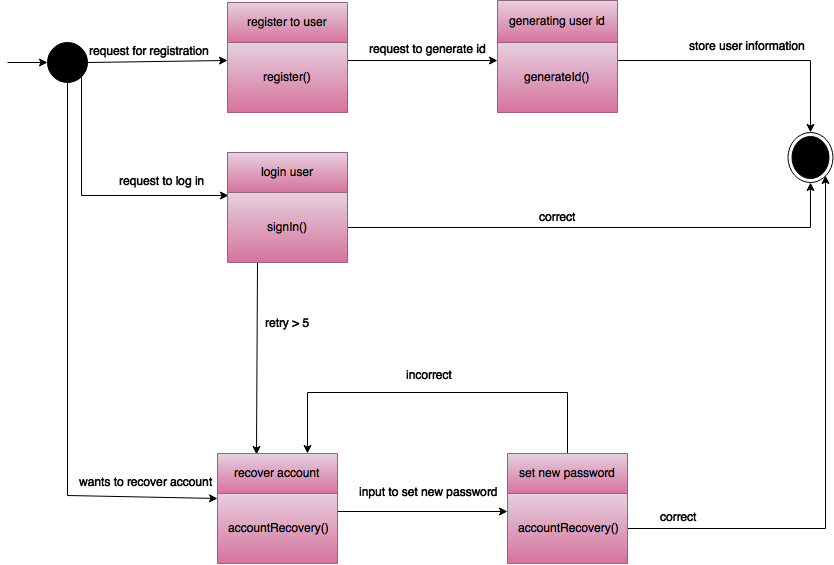 register to user
generating user id
request for registration
request to generate id
store user information
register()
generateId()
request to log in
login user
signIn()
correct
retry > 5
incorrect
recover account
set new password
wants to recover account
input to set new password
accountRecovery()
accountRecovery()
correct